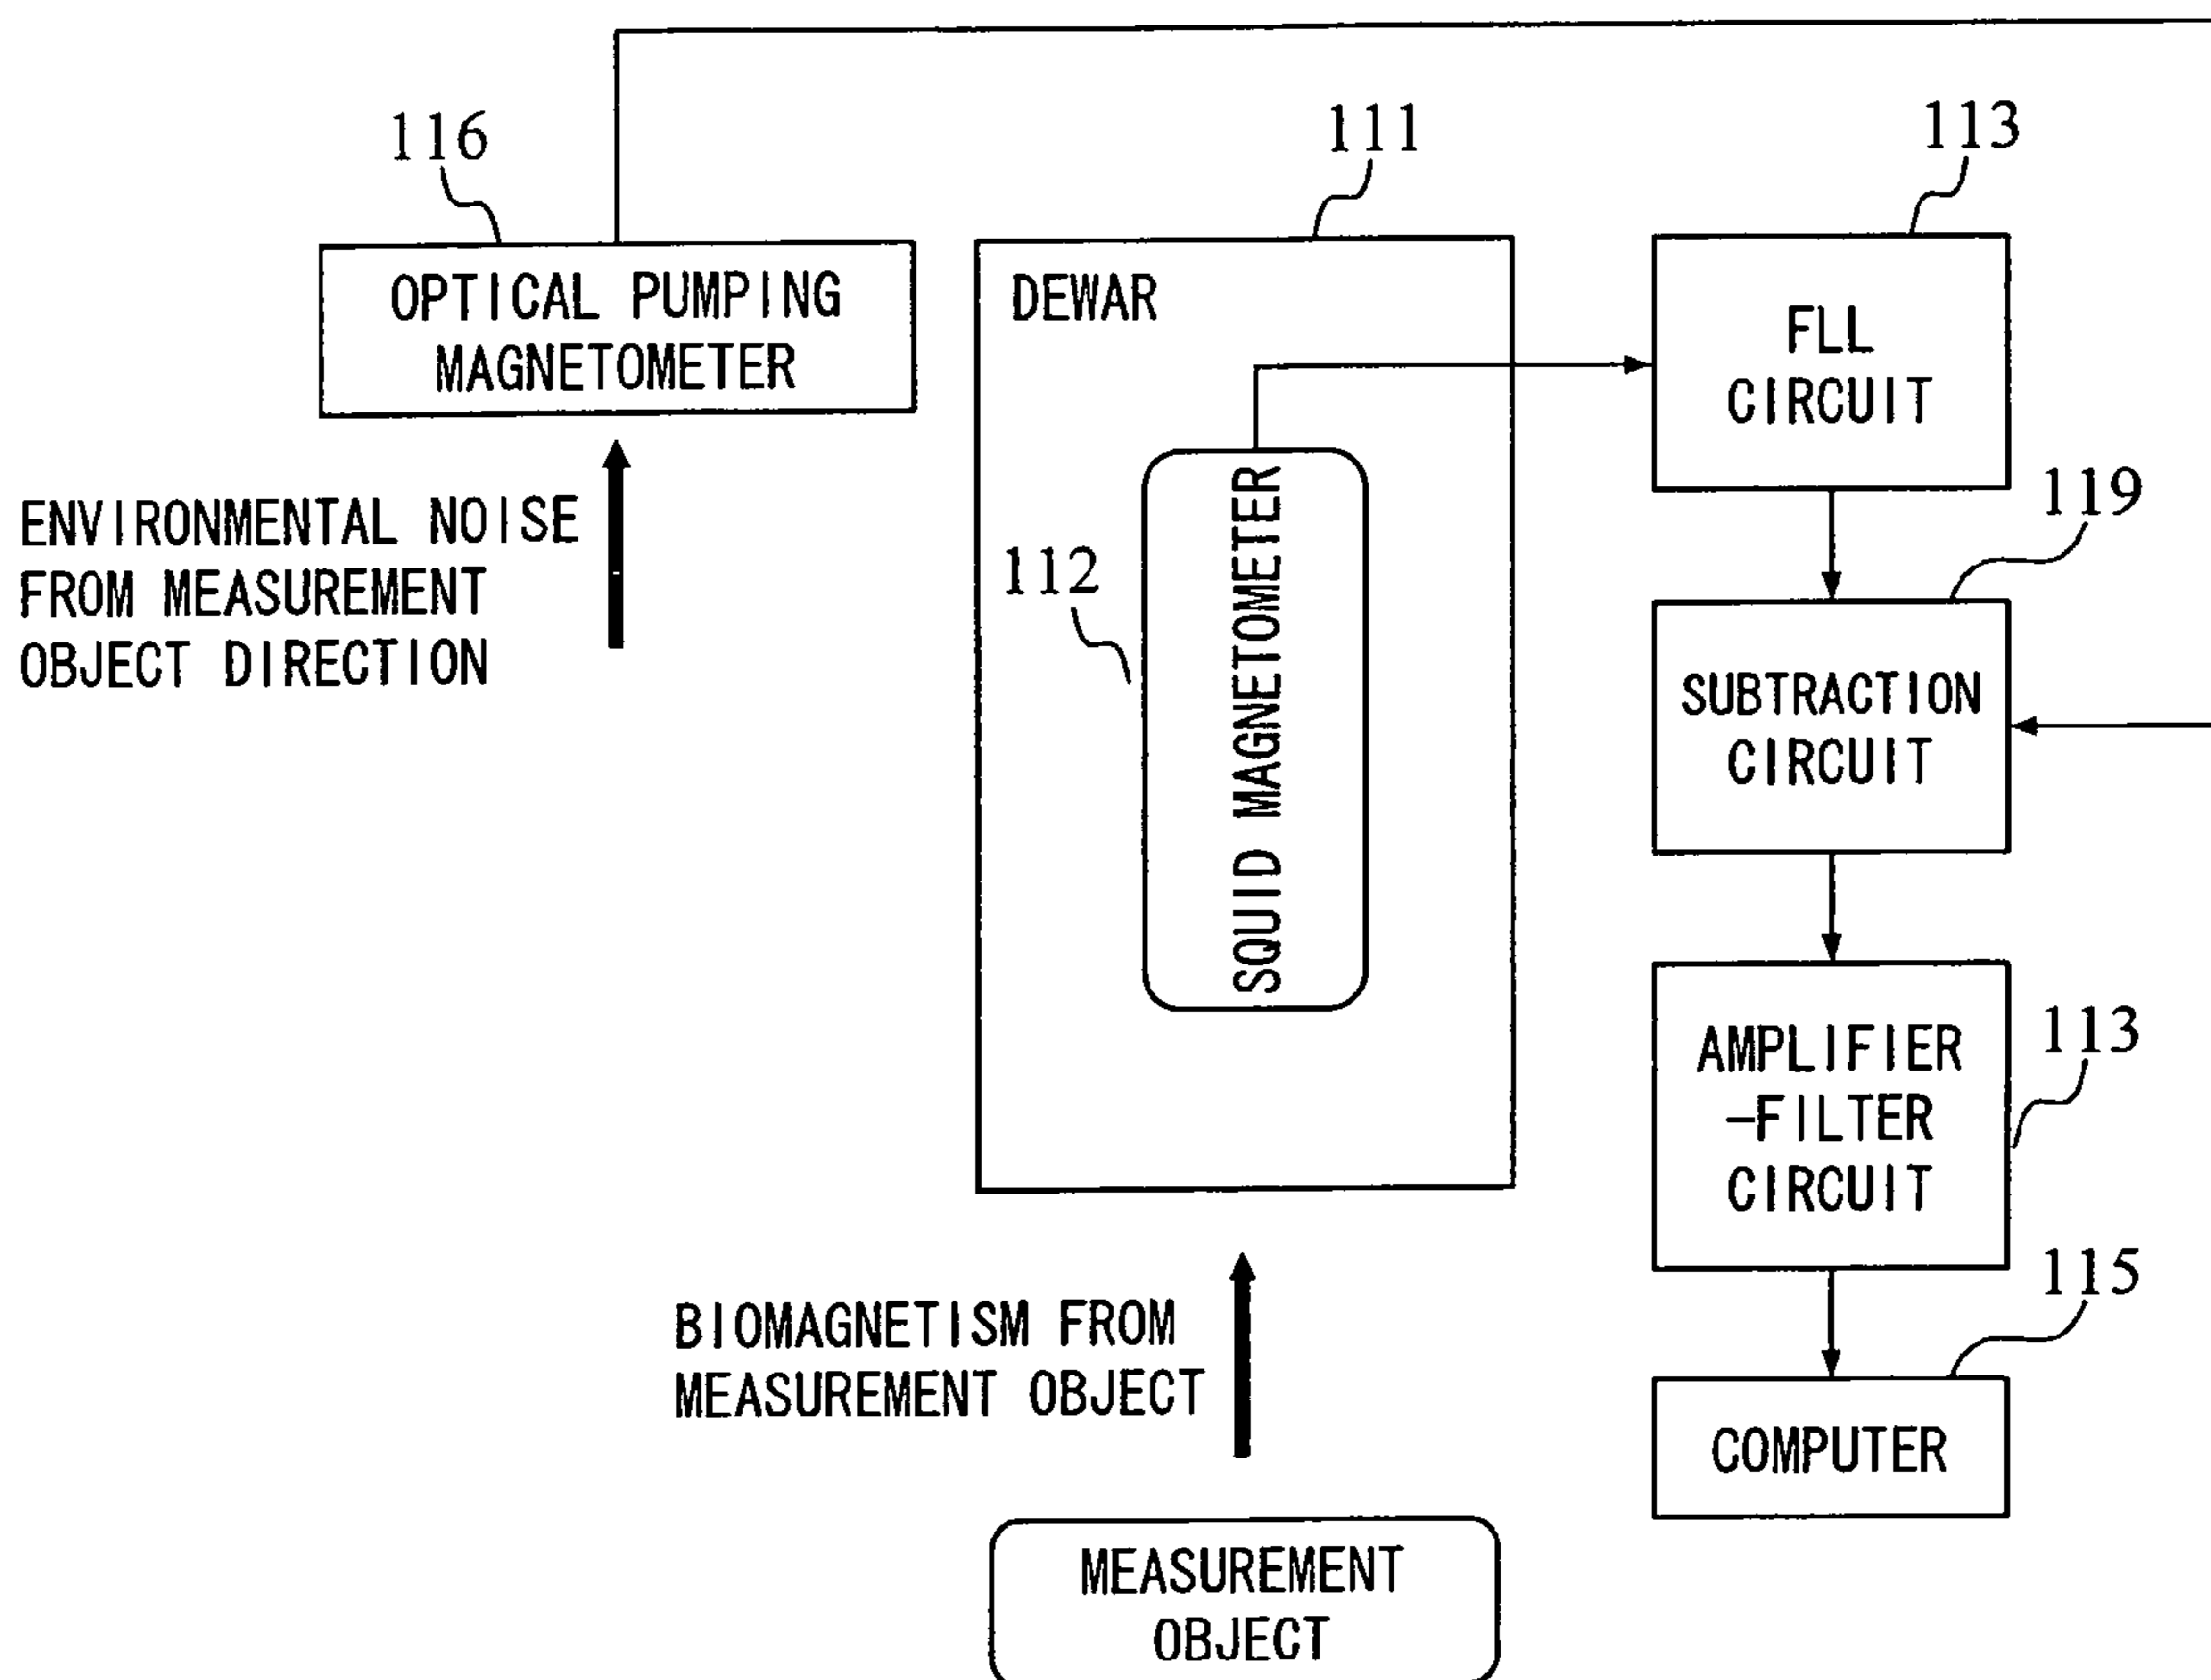 116
111
113
OPTICAL PUMPING
MAGNETOMETER
DEWAR
FLL
CIRCUIT
ENVIRONMENTAL NOISE
FROM MEASUREMENT
OBJECT DIRECTION
112
SQUID MAGNETOMETER
119
SUBTRACTION
CIRCUIT
AMPLIFIER
-FILTER
CIRCUIT
113
BIOMAGNETISM FROM
MEASUREMENT OBJECT
115
COMPUTER
MEASUREMENT
OBJECT